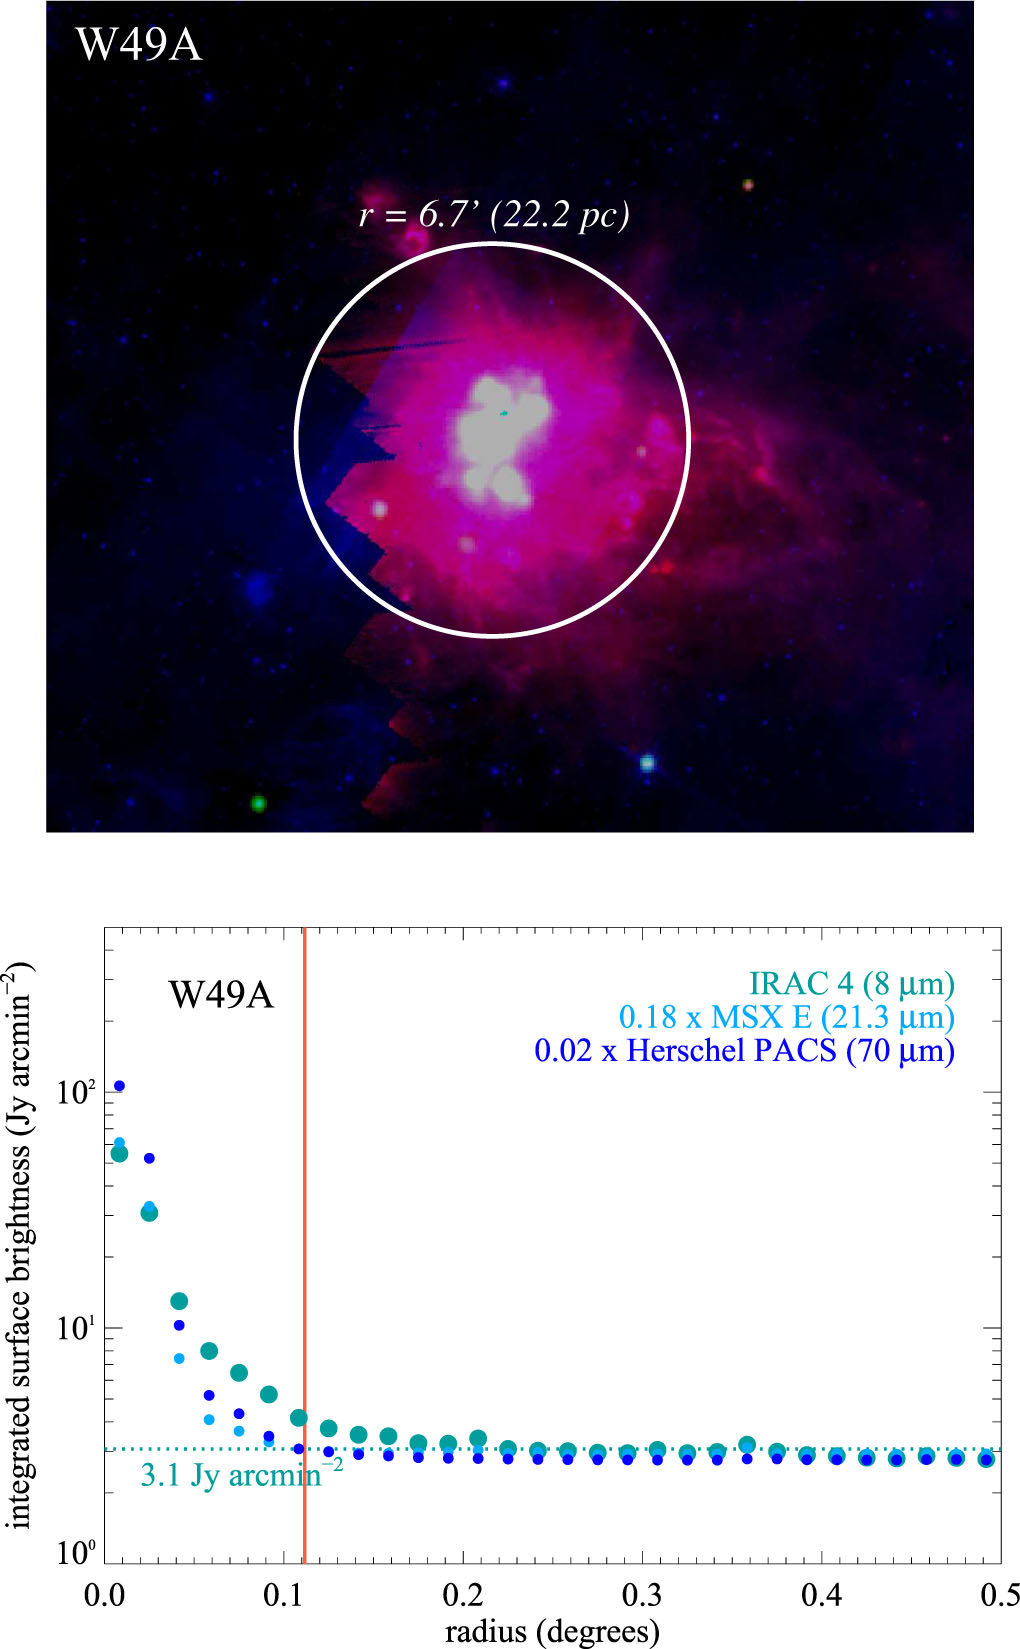 W49A
r = 6.7’ (22.2 pc)
W49A
IRAC 4 (8 μm)
0.18 x MSX E (21.3 μm)
0.02 x Herschel PACS (70 μm)
integrated surface brightness (Jy arcmin⁻²)
10²
10¹
10⁰
3.1 Jy arcmin⁻²
0.0 0.1 0.2 0.3 0.4 0.5
radius (degrees)